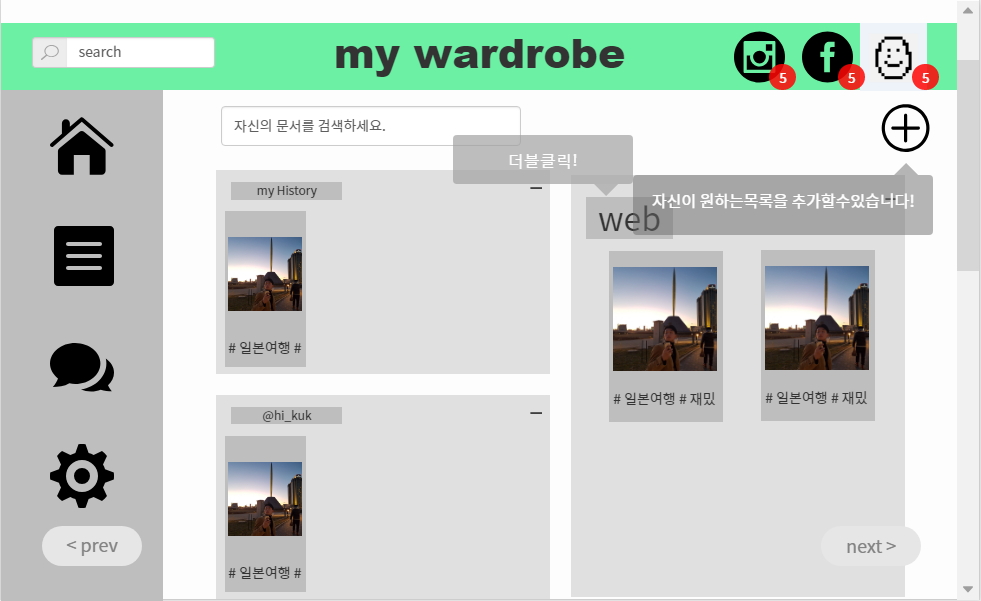 search
my wardrobe
5
5
5
자신의 문서를 검색하세요.
더블클릭!
자신이 원하는목록을 추가할수있습니다!
my History
# 일본여행 #
web
# 일본여행 # 재밌
# 일본여행 # 재밌
@hi_kuk
# 일본여행 #
< prev
next >